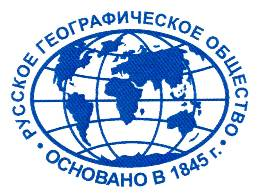 • РУССКОЕ ГЕОГРАФИЧЕСКОЕ ОБЩЕСТВО •
ОСНОВАНО В 1845 г.